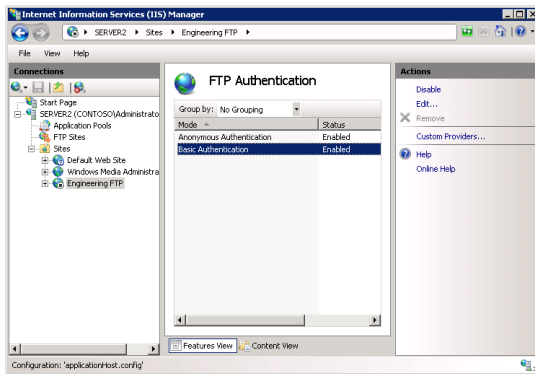 Internet Information Services (IIS) Manager
SERVER2 ▸ Sites ▸ Engineering FTP ▸
File View Help
Connections
Start Page
SERVER2 (CONTOSO\Administrato
Application Pools
FTP Sites
Sites
Default Web Site
Windows Media Administra
Engineering FTP
FTP Authentication
Group by: No Grouping
Mode Status
Anonymous Authentication Enabled
Basic Authentication Enabled
Features View Content View
Actions
Disable
Edit...
Remove
Custom Providers...
Help
Online Help
Configuration: 'applicationHost.config'